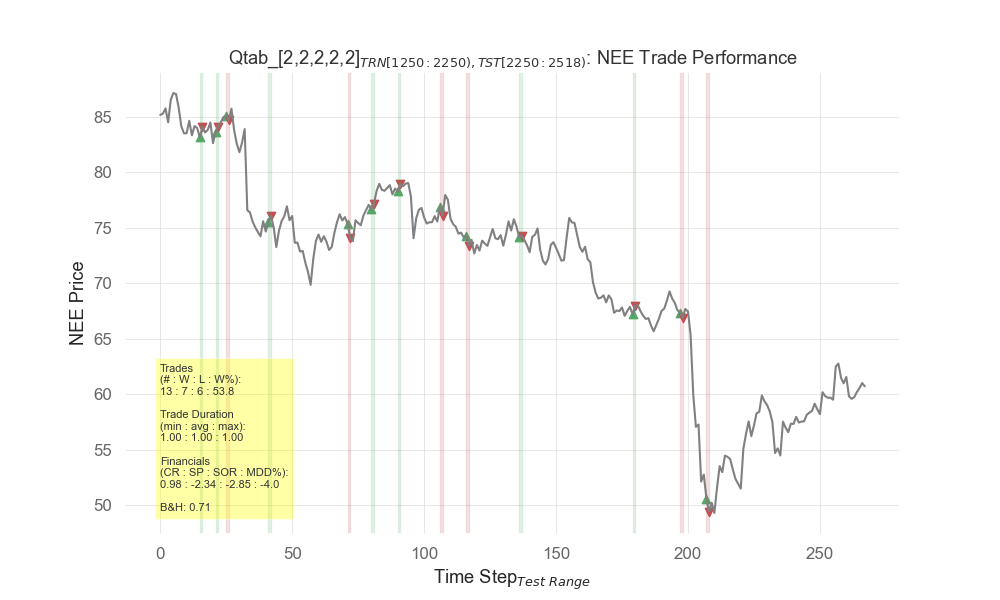 Qtab_[2,2,2,2,2]TRN[1250:2250),TST[2250:2518): NEE Trade Performance
NEE Price
85
80
75
70
65
60
55
50
Trades
(# : W : L : W%):
13 : 7 : 6 : 53.8
Trade Duration
(min : avg : max):
1.00 : 1.00 : 1.00
Financials
(CR : SP : SOR : MDD%):
0.98 : -2.34 : -2.85 : -4.0
B&H: 0.71
0 50 100 150 200 250
Time Step Test Range